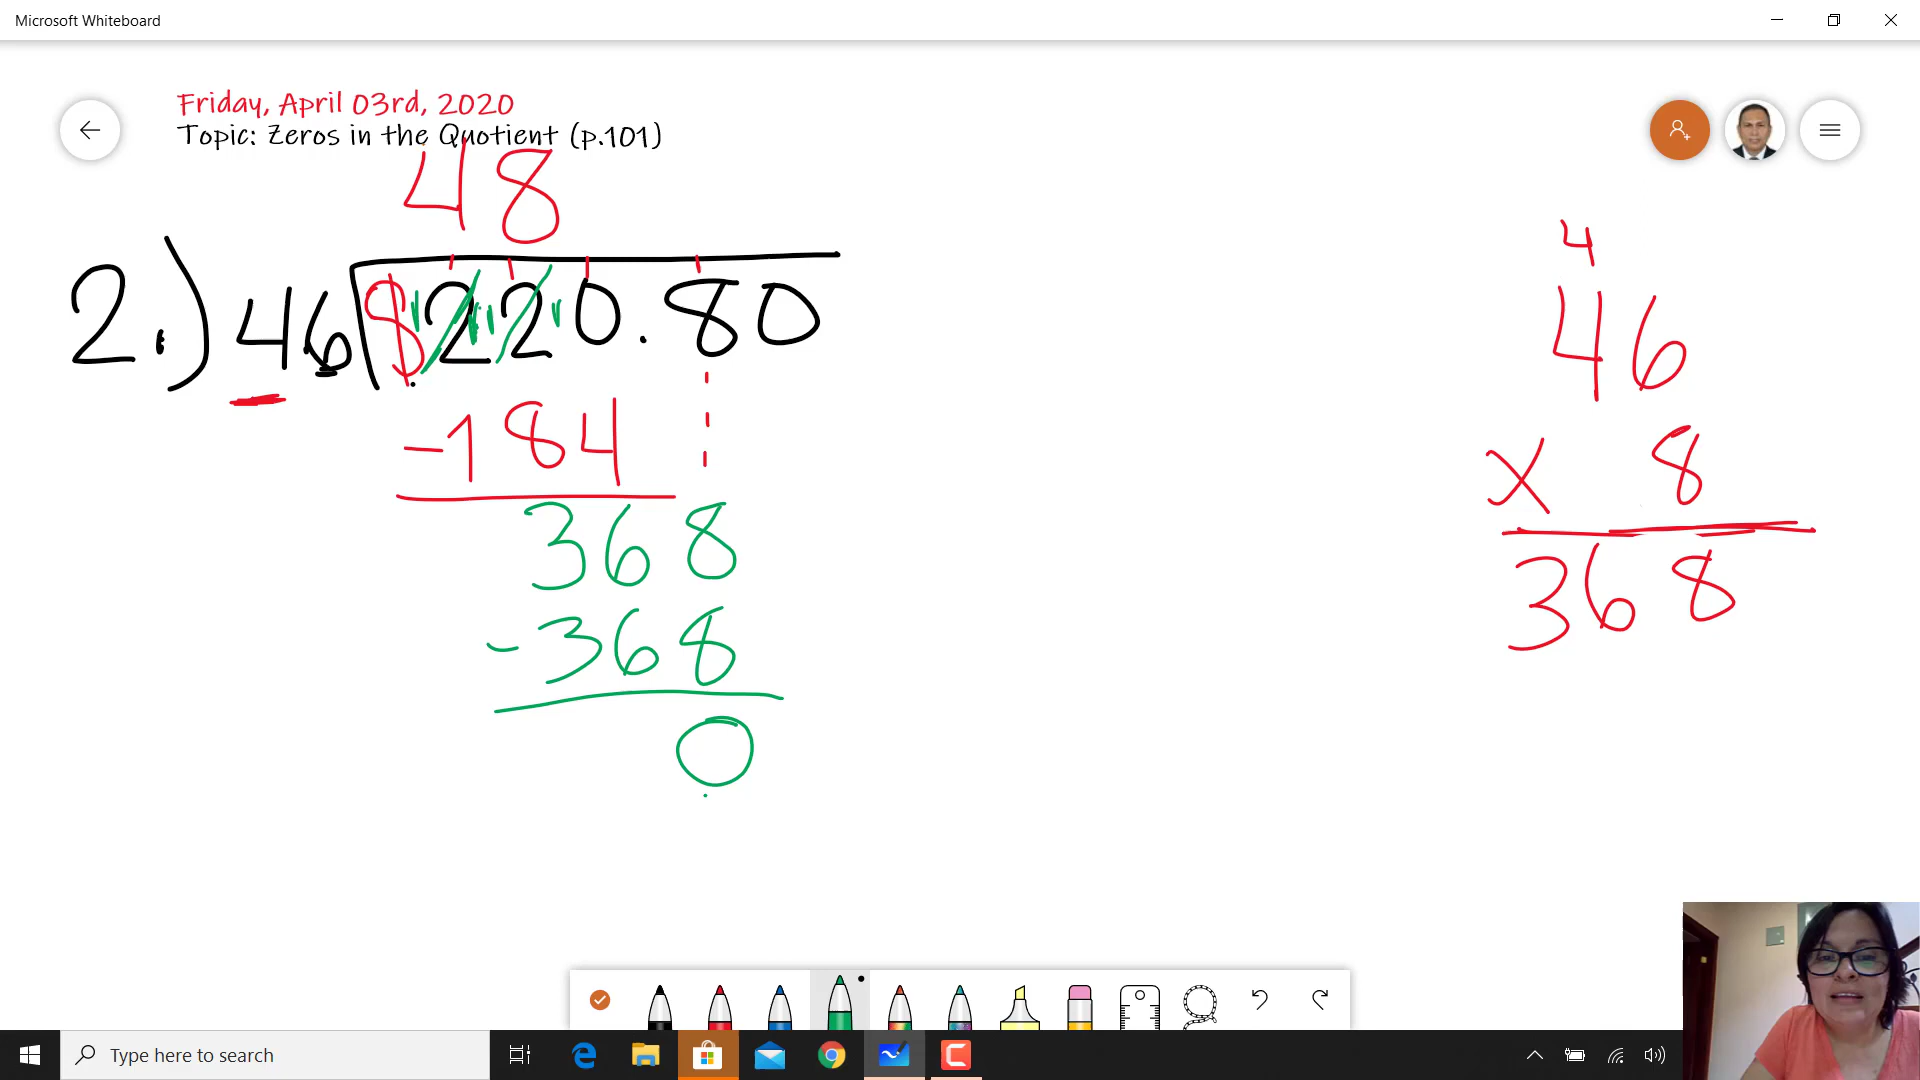 Microsoft Whiteboard
Friday, April 03rd, 2020
Topic: Zeros in the Quotient (p.101)
48
2.) 46 $220.80
-184
368
-368
0
4
46
x 8
368
Type here to search